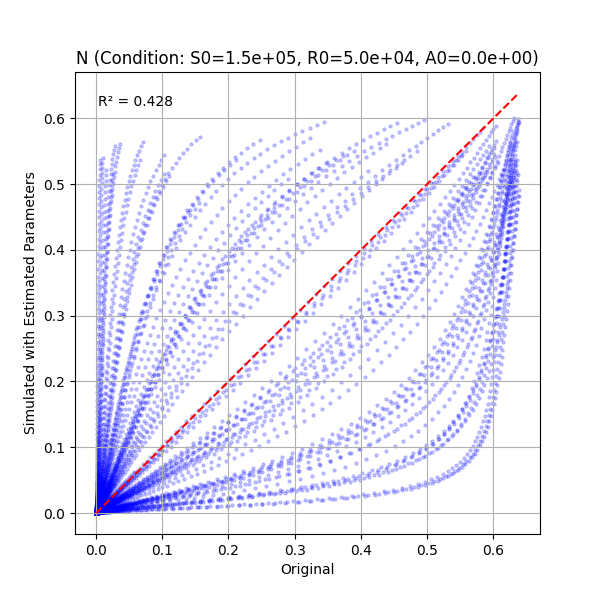 N (Condition: S0=1.5e+05, R0=5.0e+04, A0=0.0e+00)
R² = 0.428
0.6
0.5
0.4
0.3
0.2
0.1
0.0
Simulated with Estimated Parameters
0.0 0.1 0.2 0.3 0.4 0.5 0.6
Original